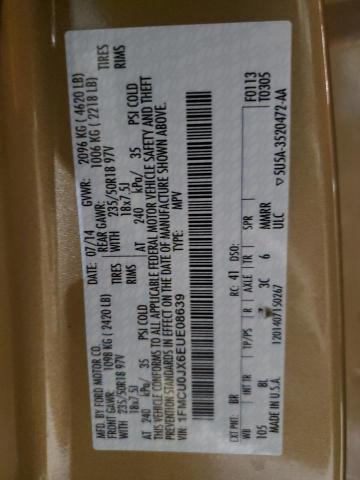 MFD. BY FORD MOTOR CO.
DATE: 07/14 GVWR: 2096 KG ( 4620 LB)
FRONT GAWR: 1098 KG ( 2420 LB) REAR GAWR: 1006 KG ( 2218 LB)
WITH 235/50R18 97V TIRES WITH 235/50R18 97V TIRES
18x7.5J RIMS 18x7.5J RIMS
AT 240 kPa/ 35 PSI COLD AT 240 kPa/ 35 PSI COLD
THIS VEHICLE CONFORMS TO ALL APPLICABLE FEDERAL MOTOR VEHICLE SAFETY AND THEFT
PREVENTION STANDARDS IN EFFECT ON THE DATE OF MANUFACTURE SHOWN ABOVE.
1FMCU0JX6EUE08639 TYPE: MPV
F0113
T0305
EXT PNT: BR RC: 41 DSO:
WB INT TR TP/PS R AXLE TR SPR
105 BL 3C 6 MMRR
ULC
MADE IN U.S.A.
1201407150267
5U5A-3520472-AA